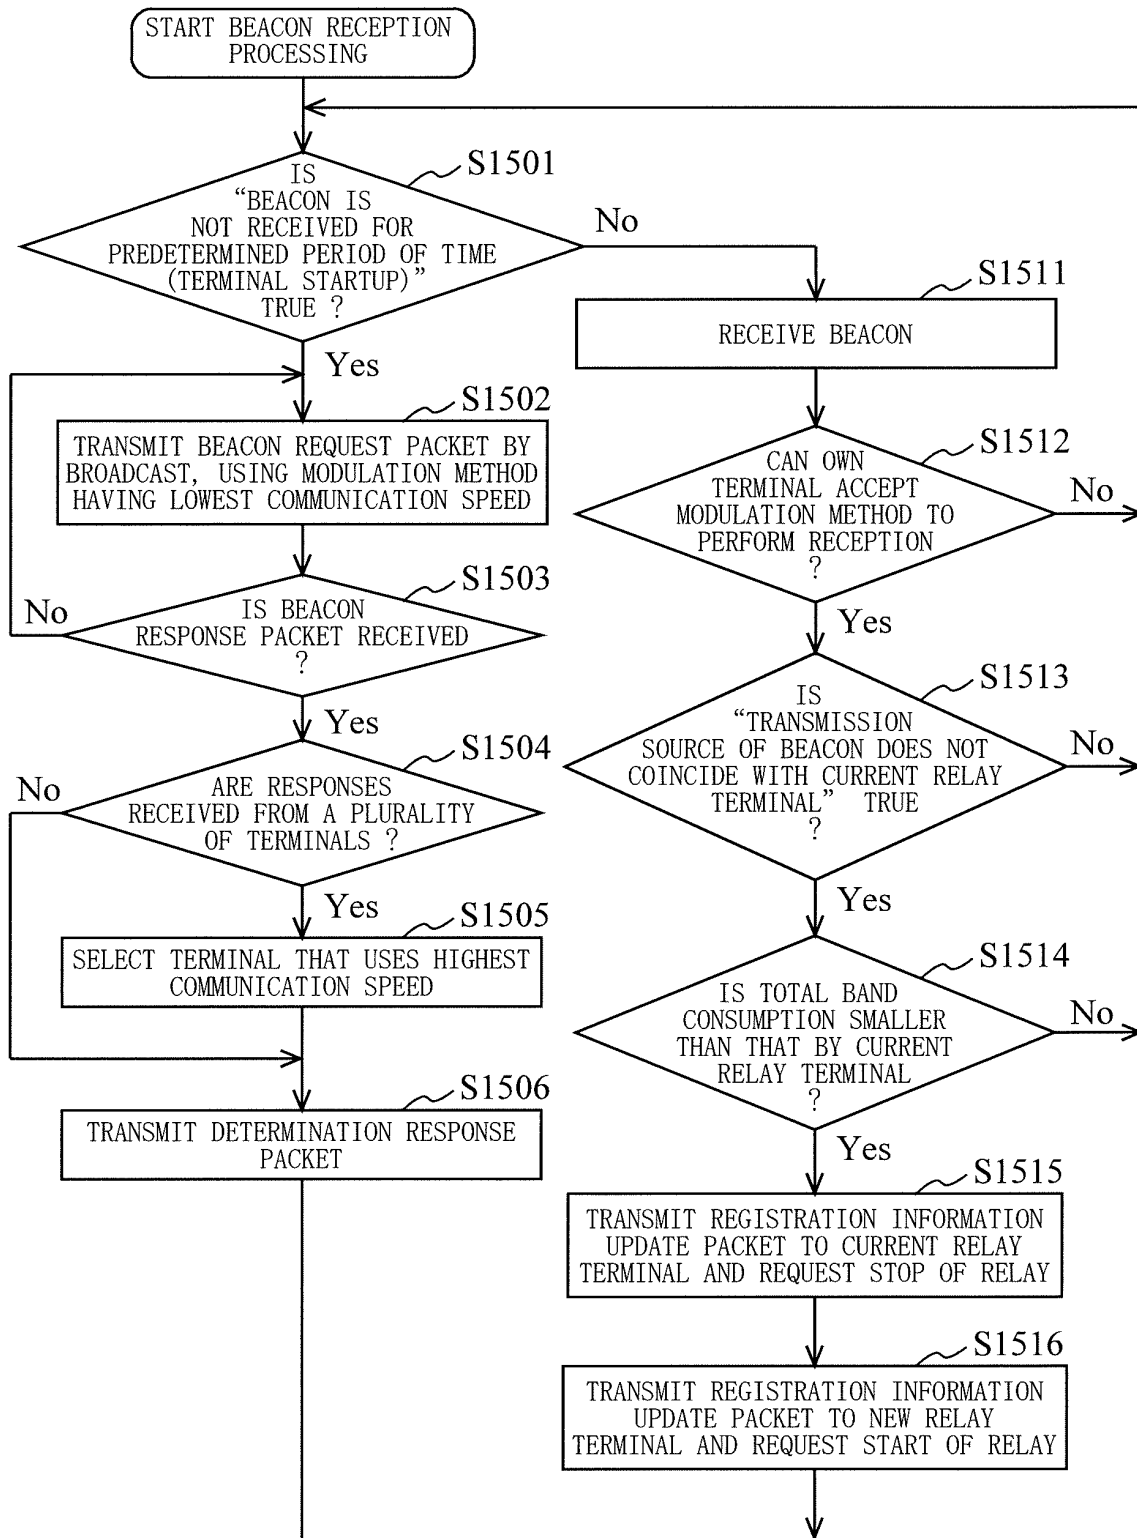 START BEACON RECEPTION
PROCESSING
S1501
IS
“BEACON IS
NOT RECEIVED FOR
PREDETERMINED PERIOD OF TIME
(TERMINAL STARTUP)”
TRUE ?
No
Yes
S1502
TRANSMIT BEACON REQUEST PACKET BY
BROADCAST, USING MODULATION METHOD
HAVING LOWEST COMMUNICATION SPEED
S1503
IS BEACON
RESPONSE PACKET RECEIVED
?
No
Yes
S1504
ARE RESPONSES
RECEIVED FROM A PLURALITY
OF TERMINALS ?
No
Yes
S1505
SELECT TERMINAL THAT USES HIGHEST
COMMUNICATION SPEED
S1506
TRANSMIT DETERMINATION RESPONSE
PACKET
S1511
RECEIVE BEACON
S1512
CAN OWN
TERMINAL ACCEPT
MODULATION METHOD TO
PERFORM RECEPTION
?
No
Yes
S1513
IS
“TRANSMISSION
SOURCE OF BEACON DOES NOT
COINCIDE WITH CURRENT RELAY
TERMINAL” TRUE
?
No
Yes
S1514
IS TOTAL BAND
CONSUMPTION SMALLER
THAN THAT BY CURRENT
RELAY TERMINAL
?
No
Yes
S1515
TRANSMIT REGISTRATION INFORMATION
UPDATE PACKET TO CURRENT RELAY
TERMINAL AND REQUEST STOP OF RELAY
S1516
TRANSMIT REGISTRATION INFORMATION
UPDATE PACKET TO NEW RELAY
TERMINAL AND REQUEST START OF RELAY